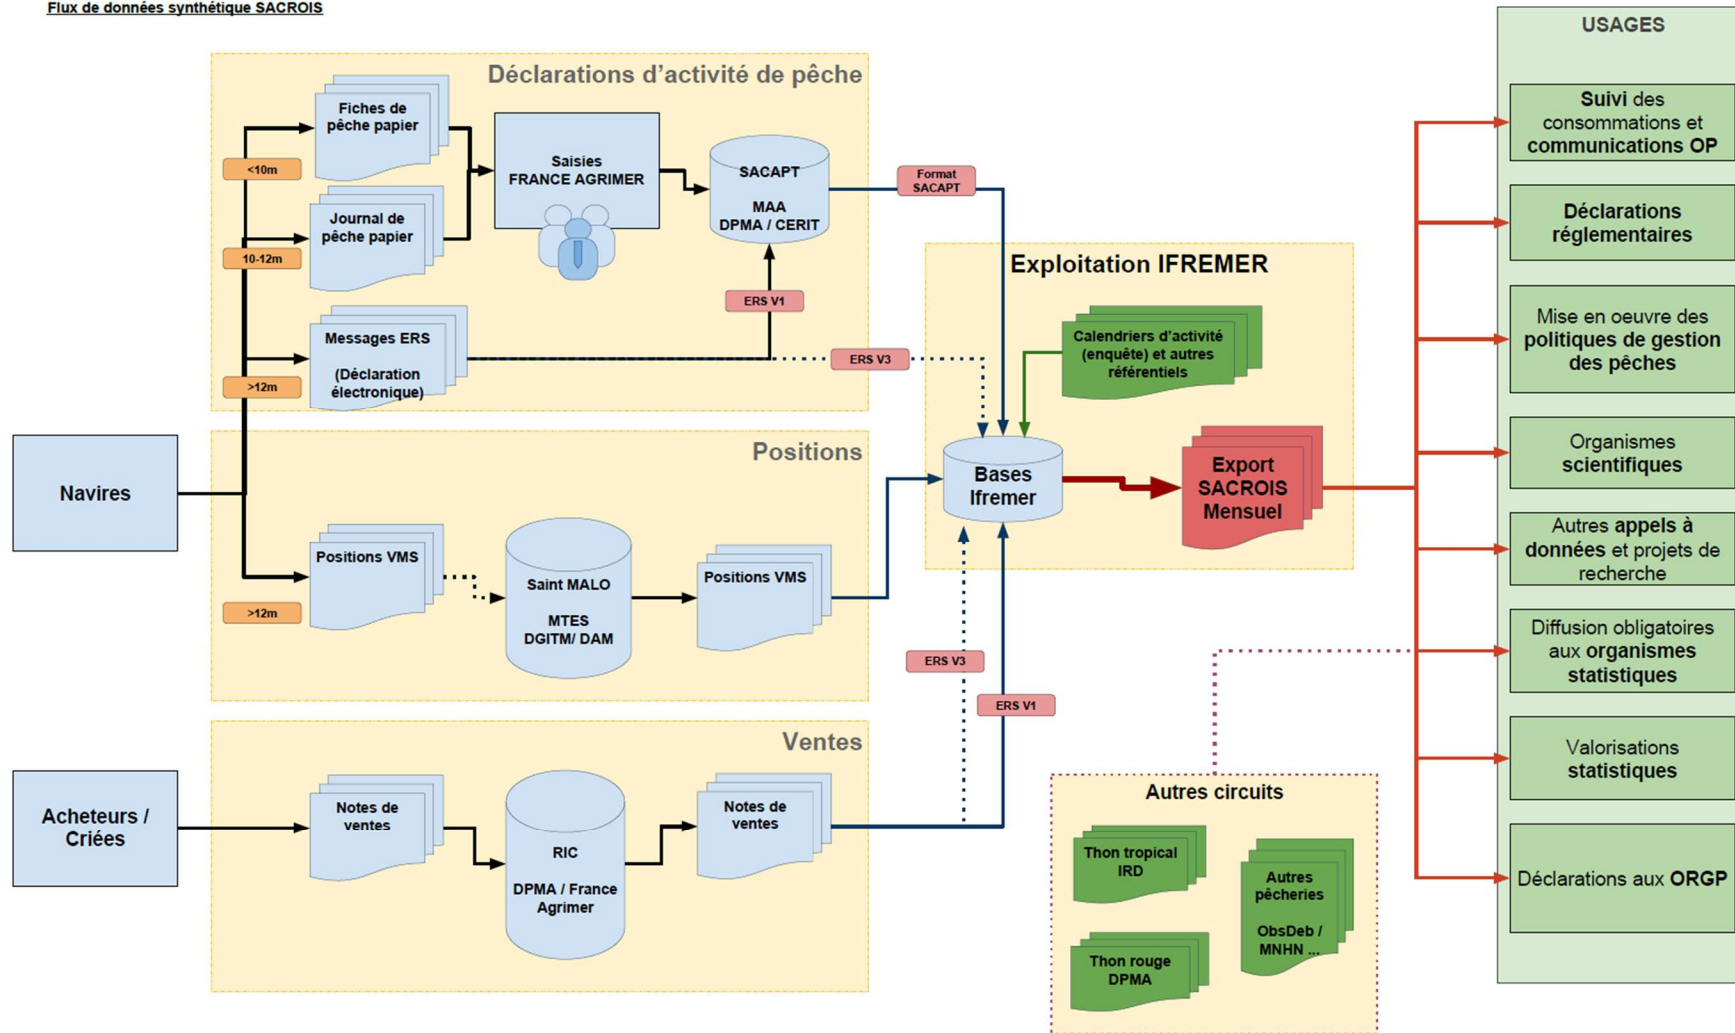 Flux de données synthétique SACROIS
Déclarations d’activité de pêche
Fiches de
pêche papier
<10m
Journal de
pêche papier
10-12m
Messages ERS
(Déclaration
électronique)
>12m
Saisies
FRANCE AGRIMER
SACAPT
MAA
DPMA / CERIT
ERS V1
Format
SACAPT
ERS V3
Navires
Positions
Positions VMS
>12m
Saint MALO
MTES
DGITM/ DAM
Positions VMS
Acheteurs /
Criées
Ventes
Notes de
ventes
RIC
DPMA / France
Agrimer
Notes de
ventes
ERS V3
ERS V1
Exploitation IFREMER
Calendriers d’activité
(enquête) et autres
référentiels
Bases
Ifremer
Export
SACROIS
Mensuel
Autres circuits
Thon tropical
IRD
Autres
pêcheries
ObsDeb /
MNHN ...
Thon rouge
DPMA
USAGES
Suivi des
consommations et
communications OP
Déclarations
réglementaires
Mise en oeuvre des
politiques de gestion
des pêches
Organismes
scientifiques
Autres appels à
données et projets de
recherche
Diffusion obligatoires
aux organismes
statistiques
Valorisations
statistiques
Déclarations aux ORGP